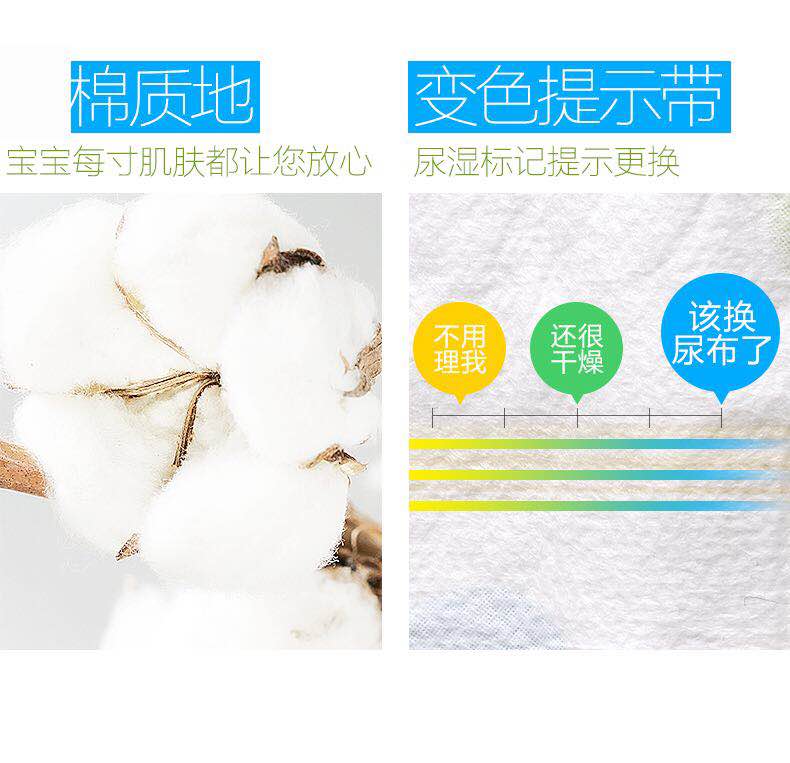 棉质地
宝宝每寸肌肤都让您放心
变色提示带
尿湿标记提示更换
不用
理我
还很
干燥
该换
尿布了